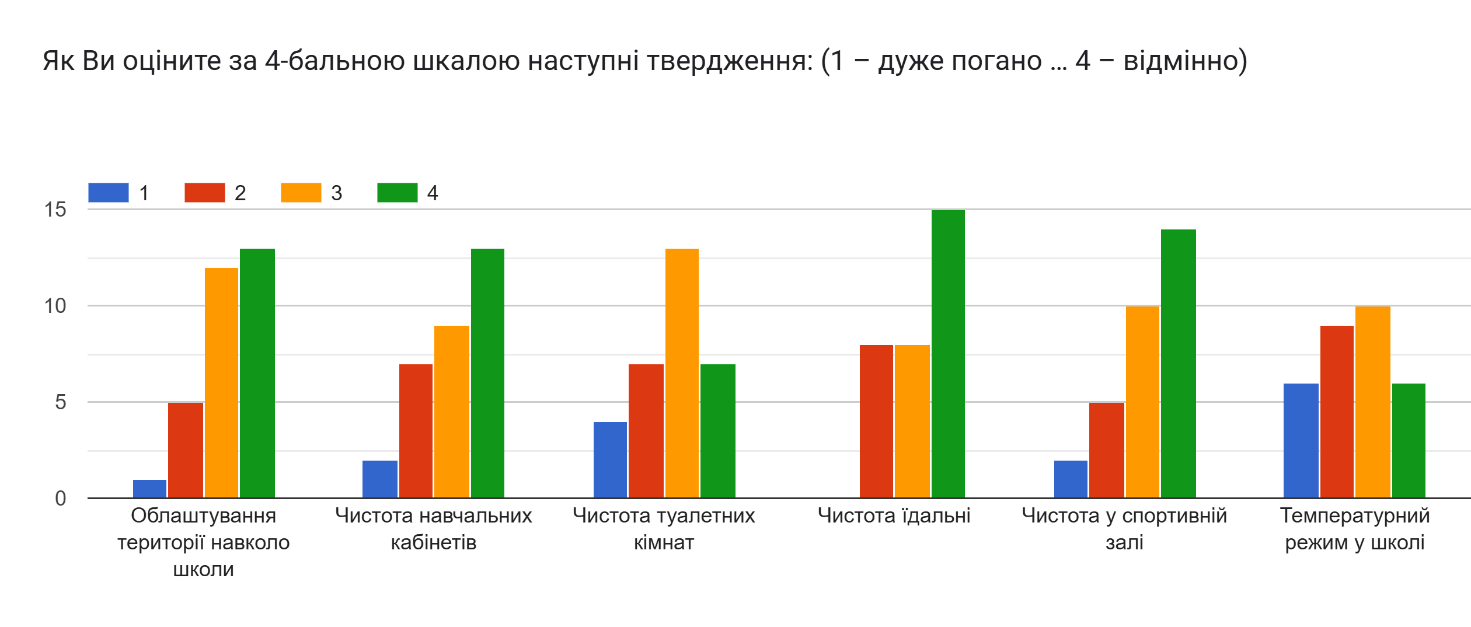 Як Ви оціните за 4-бальною шкалою наступні твердження: (1 – дуже погано ... 4 – відмінно)
1 2 3 4
15
10
5
0
Облаштування
території навколо
школи
Чистота навчальних
кабінетів
Чистота туалетних
кімнат
Чистота їдальні
Чистота у спортивній
залі
Температурний
режим у школі